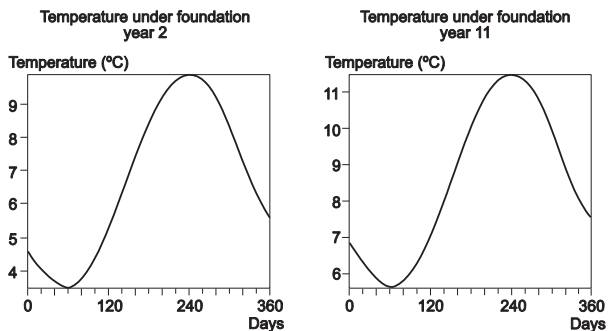 Temperature under foundation
year 2
Temperature (ºC)
9
8
7
6
5
4
0 120 240 360
Days
Temperature under foundation
year 11
Temperature (ºC)
11
10
9
8
7
6
0 120 240 360
Days